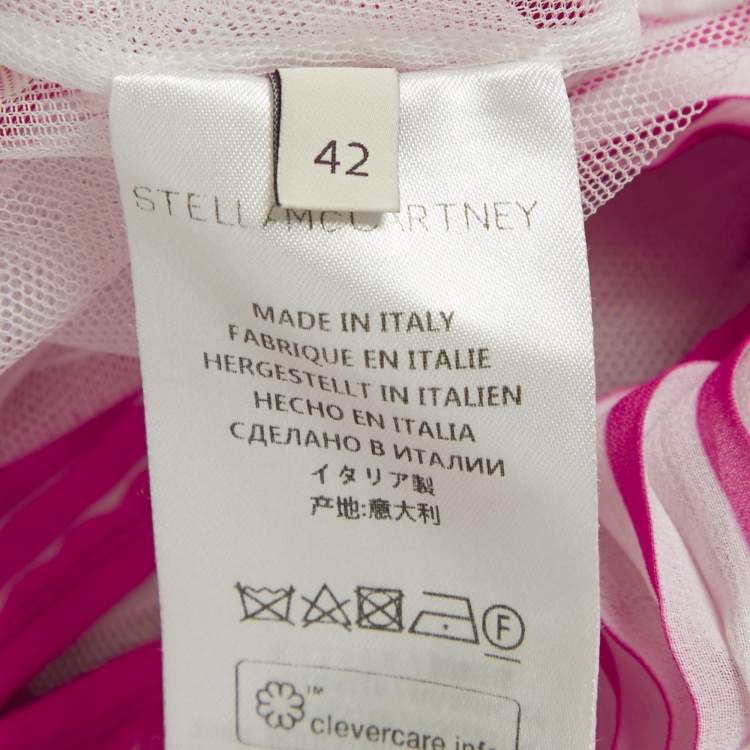 42
STELLA McCARTNEY
MADE IN ITALY
FABRIQUE EN ITALIE
HERGESTELLT IN ITALIEN
HECHO EN ITALIA
СДЕЛАНО В ИТАЛИИ
イタリア製
产地:意大利
F
™
clevercare.info